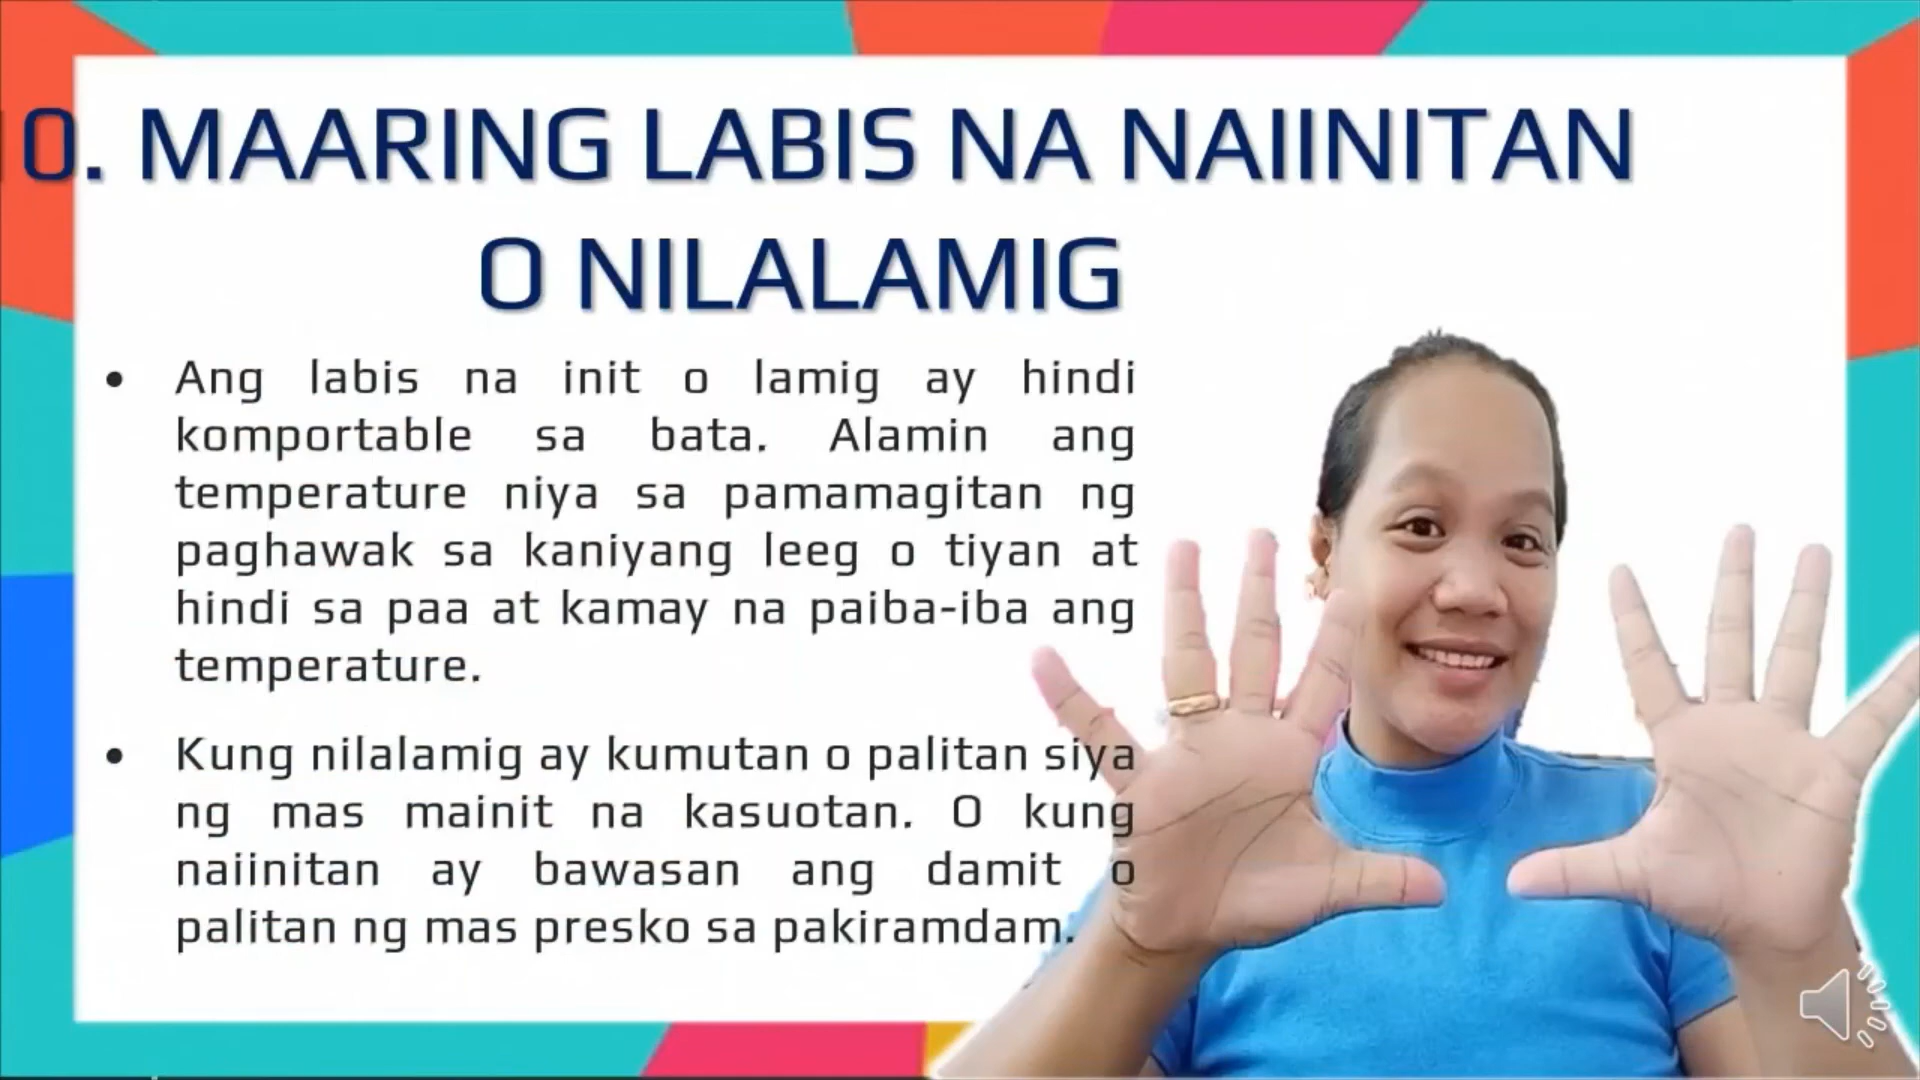 10. MAARING LABIS NA NAIINITAN
O NILALAMIG
• Ang labis na init o lamig ay hindi
komportable sa bata. Alamin ang
temperature niya sa pamamagitan ng
paghawak sa kaniyang leeg o tiyan at
hindi sa paa at kamay na paiba-iba ang
temperature.
• Kung nilalamig ay kumutan o palitan siya
ng mas mainit na kasuotan. O kung
naiinitan ay bawasan ang damit o
palitan ng mas presko sa pakiramdam.